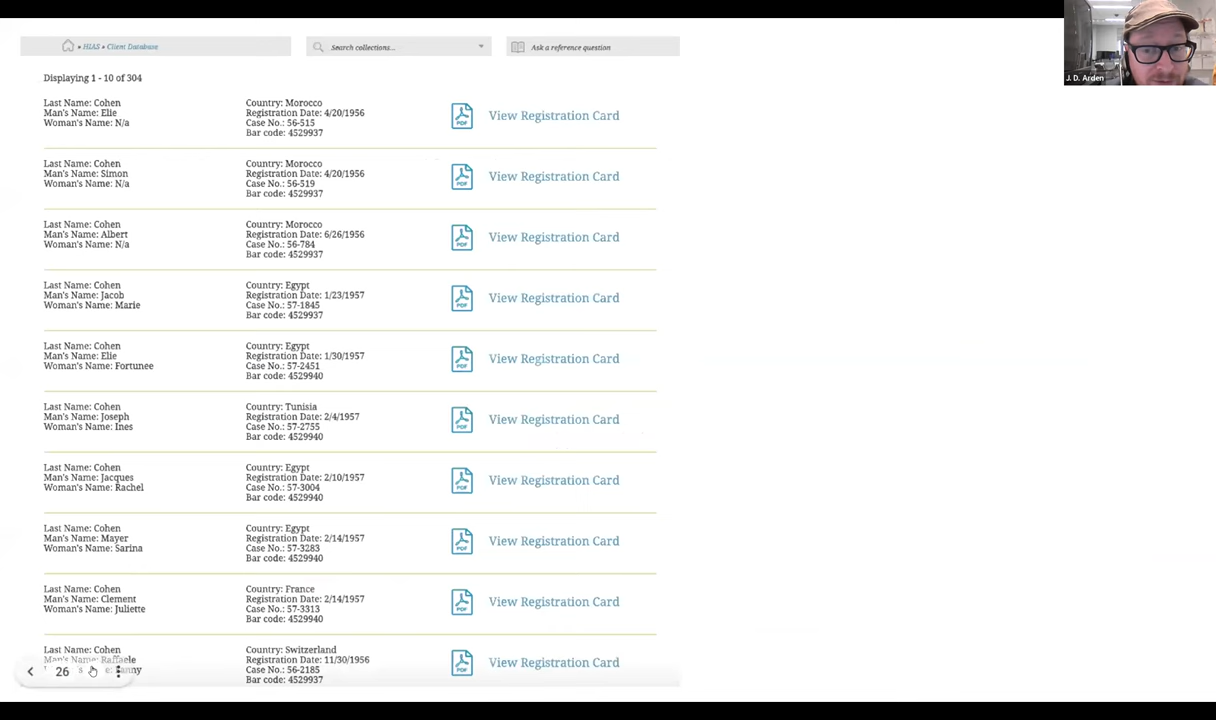 » HIAS » Client Database
Search collections...
Ask a reference question
J. D. Arden
Displaying 1 - 10 of 304
Last Name: Cohen
Man's Name: Elie
Woman's Name: N/a
Country: Morocco
Registration Date: 4/20/1956
Case No.: 56-515
Bar code: 4529937
View Registration Card
Last Name: Cohen
Man's Name: Simon
Woman's Name: N/a
Country: Morocco
Registration Date: 4/20/1956
Case No.: 56-519
Bar code: 4529937
View Registration Card
Last Name: Cohen
Man's Name: Albert
Woman's Name: N/a
Country: Morocco
Registration Date: 6/26/1956
Case No.: 56-784
Bar code: 4529937
View Registration Card
Last Name: Cohen
Man's Name: Jacob
Woman's Name: Marie
Country: Egypt
Registration Date: 1/23/1957
Case No.: 57-1845
Bar code: 4529937
View Registration Card
Last Name: Cohen
Man's Name: Elie
Woman's Name: Fortunee
Country: Egypt
Registration Date: 1/30/1957
Case No.: 57-2451
Bar code: 4529940
View Registration Card
Last Name: Cohen
Man's Name: Joseph
Woman's Name: Ines
Country: Tunisia
Registration Date: 2/4/1957
Case No.: 57-2755
Bar code: 4529940
View Registration Card
Last Name: Cohen
Man's Name: Jacques
Woman's Name: Rachel
Country: Egypt
Registration Date: 2/10/1957
Case No.: 57-3004
Bar code: 4529940
View Registration Card
Last Name: Cohen
Man's Name: Mayer
Woman's Name: Sarina
Country: Egypt
Registration Date: 2/14/1957
Case No.: 57-3283
Bar code: 4529940
View Registration Card
Last Name: Cohen
Man's Name: Clement
Woman's Name: Juliette
Country: France
Registration Date: 2/14/1957
Case No.: 57-3313
Bar code: 4529940
View Registration Card
Last Name: Cohen
Man's Name: Raffaele
Country: Switzerland
Registration Date: 11/30/1956
Case No.: 56-2185
Bar code: 4529937
View Registration Card
26